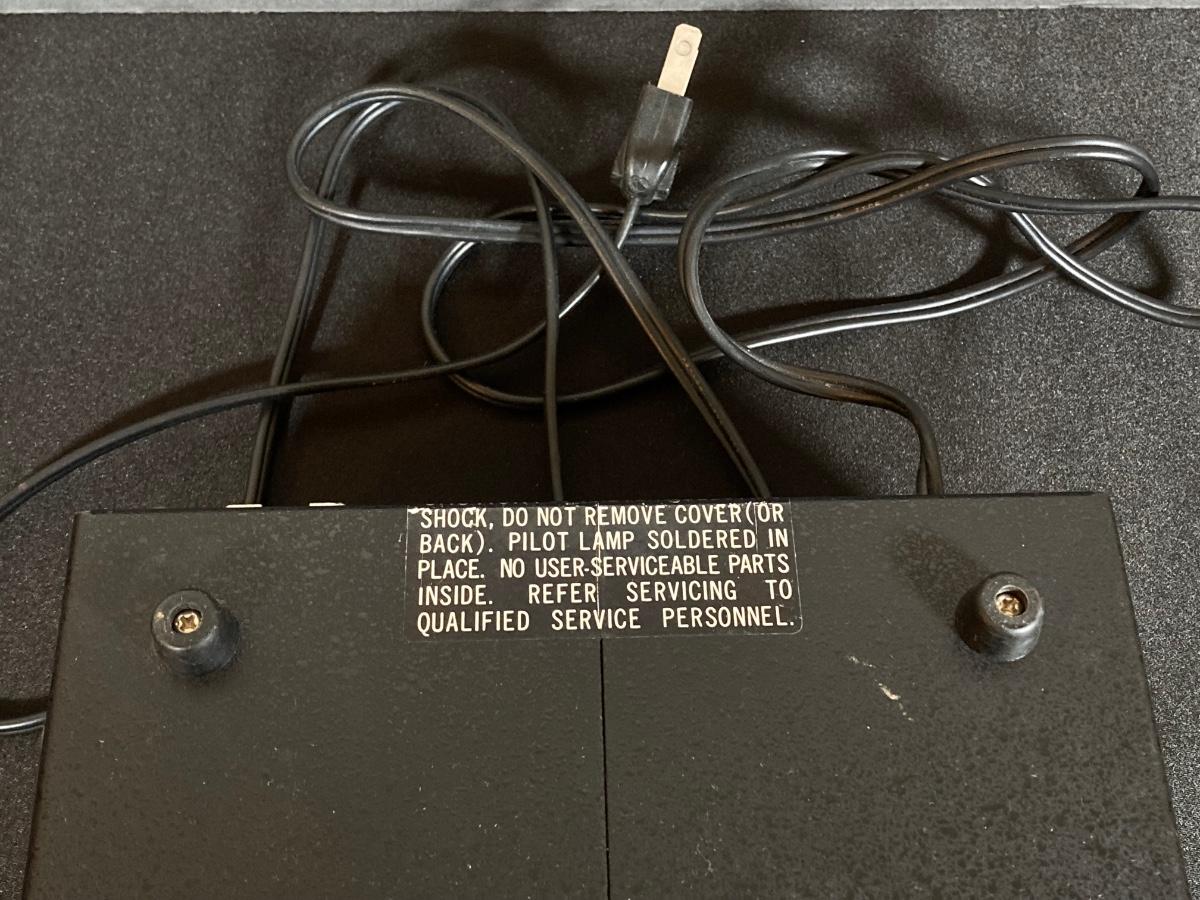 SHOCK, DO NOT REMOVE COVER (OR
BACK). PILOT LAMP SOLDERED IN
PLACE. NO USER-SERVICEABLE PARTS
INSIDE. REFER SERVICING TO
QUALIFIED SERVICE PERSONNEL.